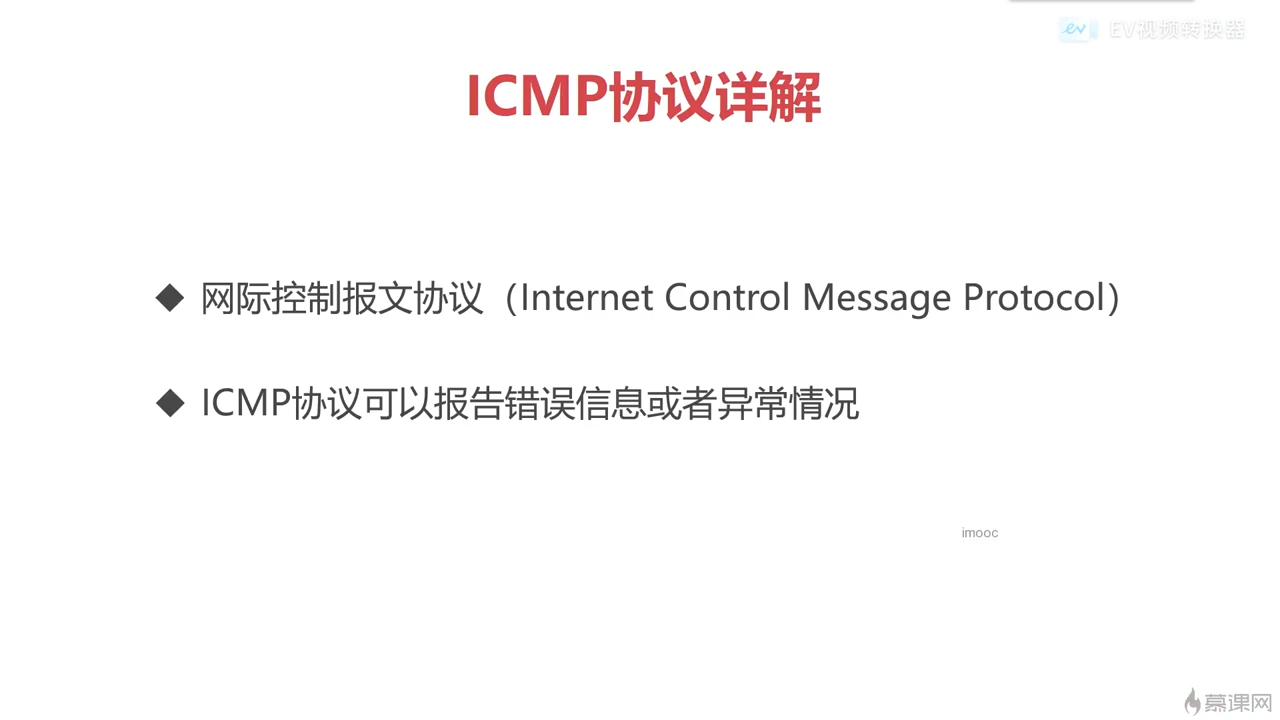 ev EV视频转换器
ICMP协议详解
◆ 网际控制报文协议（Internet Control Message Protocol）
◆ ICMP协议可以报告错误信息或者异常情况
imooc
慕课网